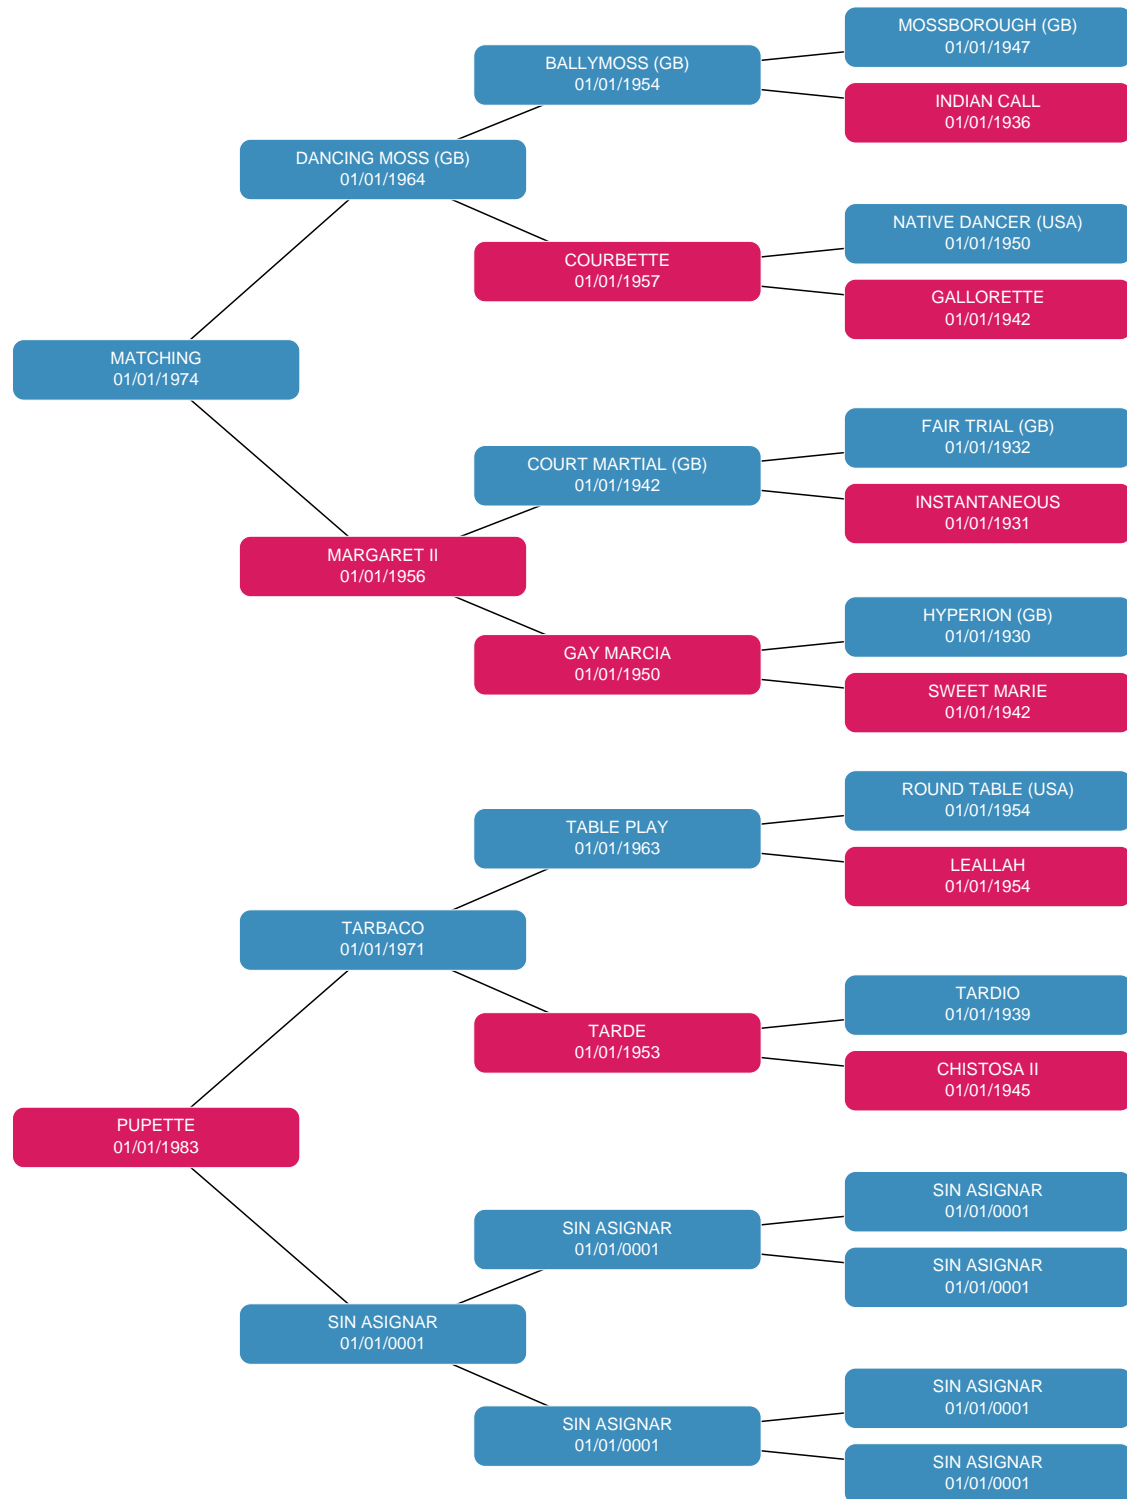 MOSSBOROUGH (GB)
01/01/1947
BALLYMOSS (GB)
01/01/1954
INDIAN CALL
01/01/1936
DANCING MOSS (GB)
01/01/1964
NATIVE DANCER (USA)
01/01/1950
COURBETTE
01/01/1957
GALLORETTE
01/01/1942
MATCHING
01/01/1974
FAIR TRIAL (GB)
01/01/1932
COURT MARTIAL (GB)
01/01/1942
INSTANTANEOUS
01/01/1931
MARGARET II
01/01/1956
HYPERION (GB)
01/01/1930
GAY MARCIA
01/01/1950
SWEET MARIE
01/01/1942
ROUND TABLE (USA)
01/01/1954
TABLE PLAY
01/01/1963
LEALLAH
01/01/1954
TARBACO
01/01/1971
TARDIO
01/01/1939
TARDE
01/01/1953
CHISTOSA II
01/01/1945
PUPETTE
01/01/1983
SIN ASIGNAR
01/01/0001
SIN ASIGNAR
01/01/0001
SIN ASIGNAR
01/01/0001
SIN ASIGNAR
01/01/0001
SIN ASIGNAR
01/01/0001
SIN ASIGNAR
01/01/0001
SIN ASIGNAR
01/01/0001